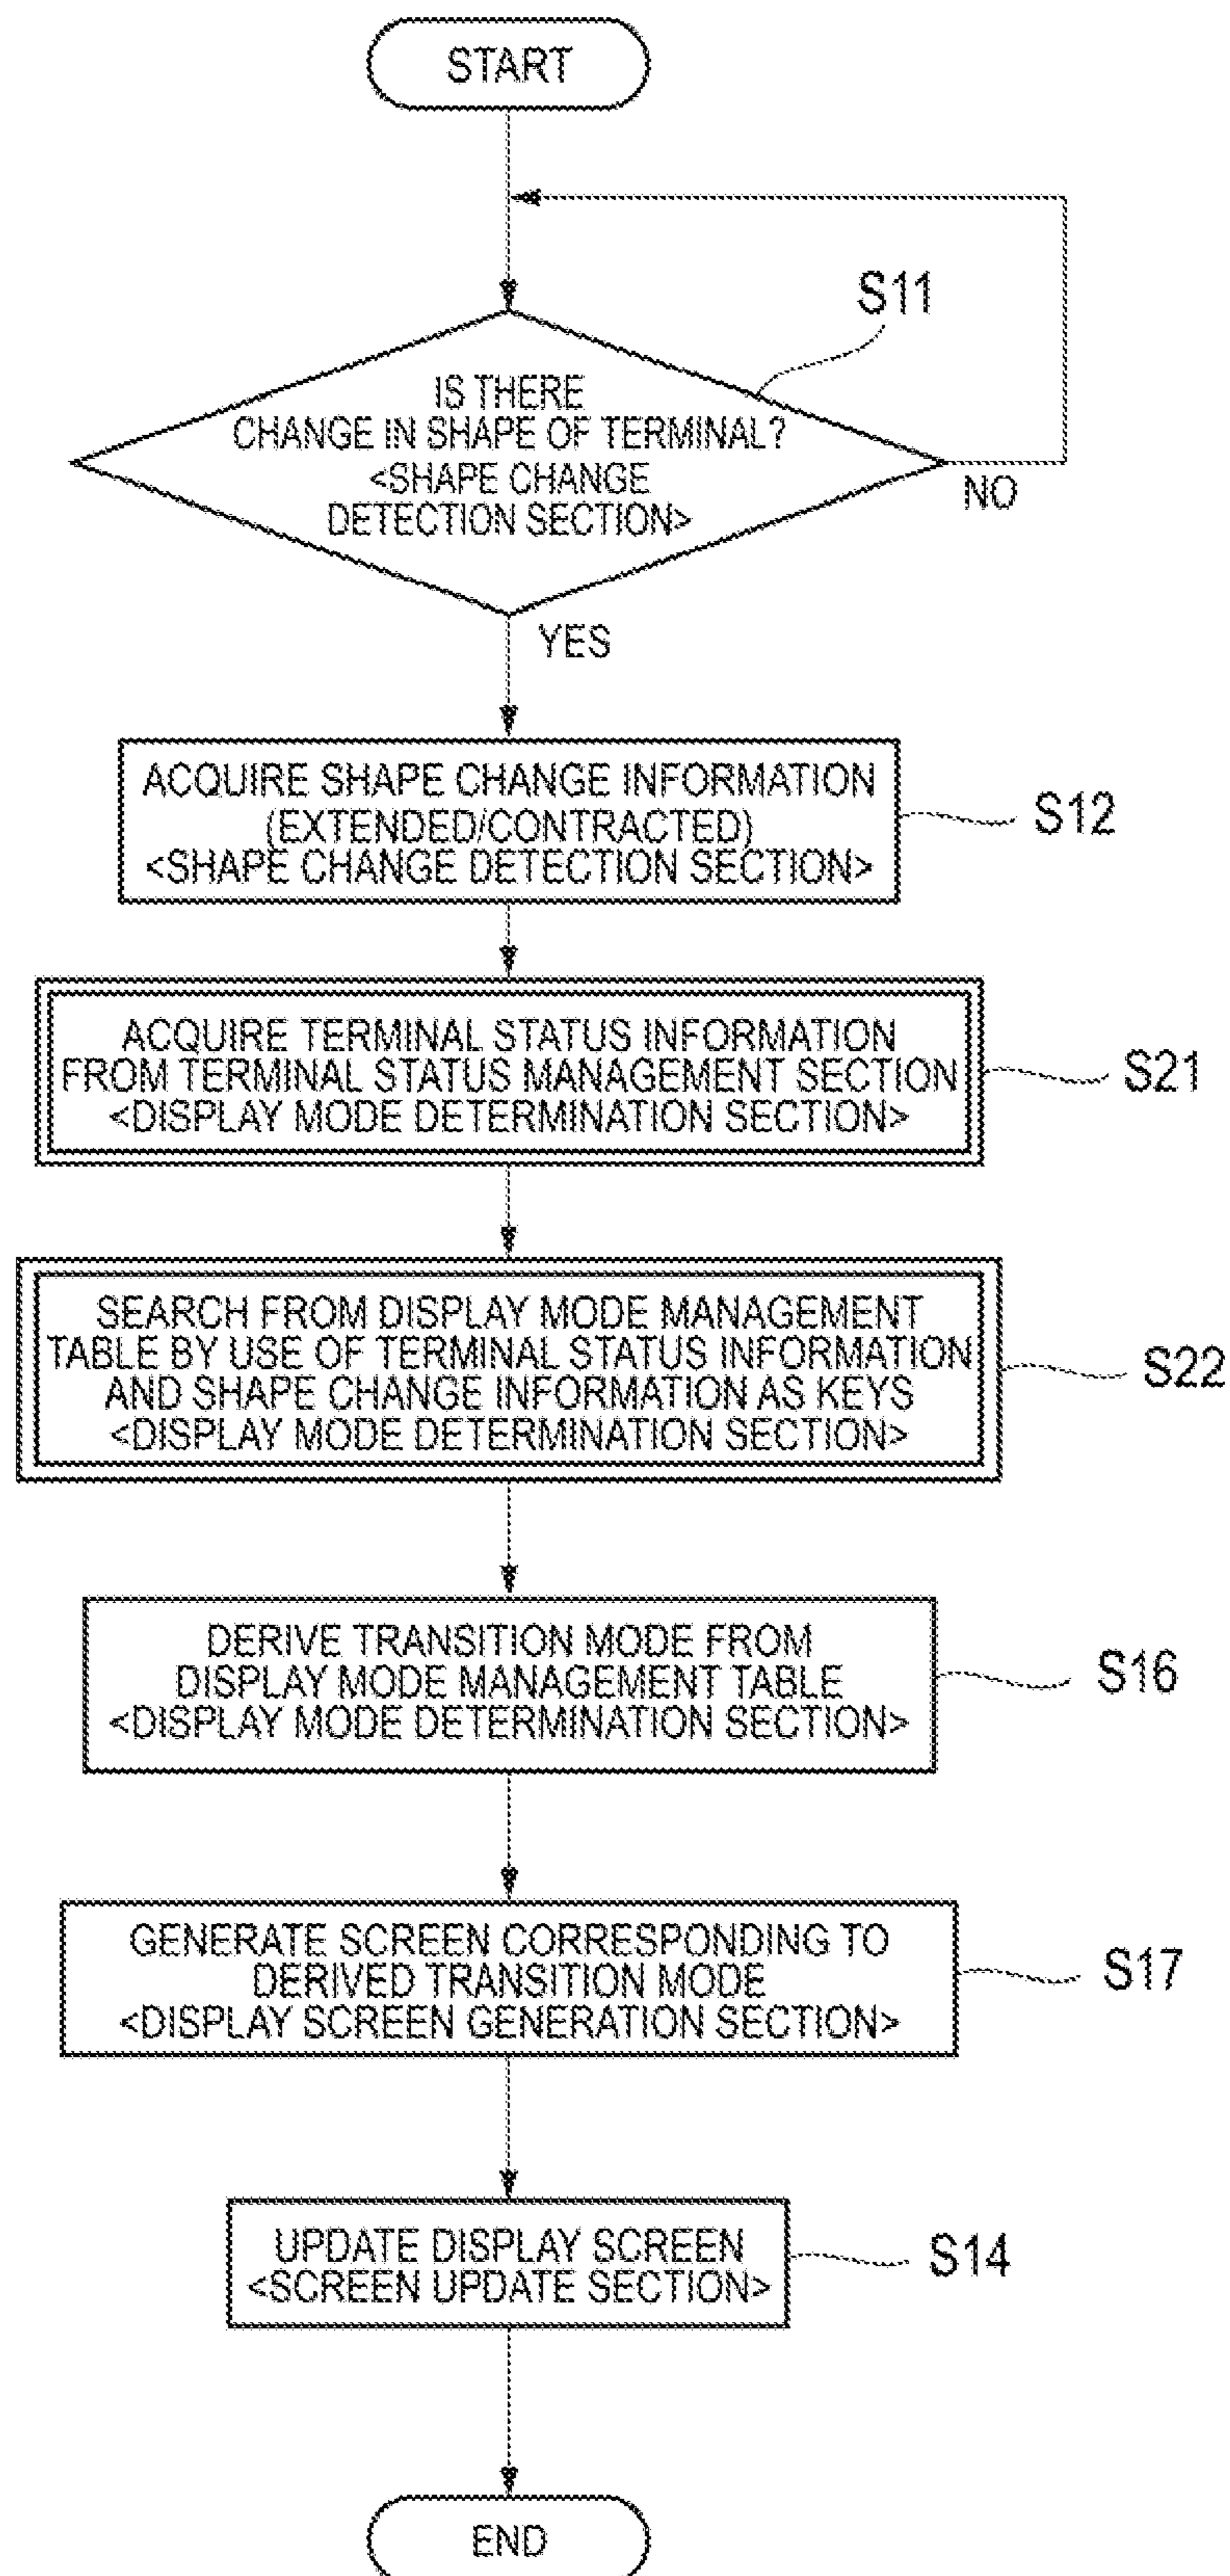 START
S11
IS THERE
CHANGE IN SHAPE OF TERMINAL?
<SHAPE CHANGE
DETECTION SECTION>
NO
YES
ACQUIRE SHAPE CHANGE INFORMATION
(EXTENDED/CONTRACTED)
<SHAPE CHANGE DETECTION SECTION>
S12
ACQUIRE TERMINAL STATUS INFORMATION
FROM TERMINAL STATUS MANAGEMENT SECTION
<DISPLAY MODE DETERMINATION SECTION>
S21
SEARCH FROM DISPLAY MODE MANAGEMENT
TABLE BY USE OF TERMINAL STATUS INFORMATION
AND SHAPE CHANGE INFORMATION AS KEYS
<DISPLAY MODE DETERMINATION SECTION>
S22
DERIVE TRANSITION MODE FROM
DISPLAY MODE MANAGEMENT TABLE
<DISPLAY MODE DETERMINATION SECTION>
S16
GENERATE SCREEN CORRESPONDING TO
DERIVED TRANSITION MODE
<DISPLAY SCREEN GENERATION SECTION>
S17
UPDATE DISPLAY SCREEN
<SCREEN UPDATE SECTION>
S14
END